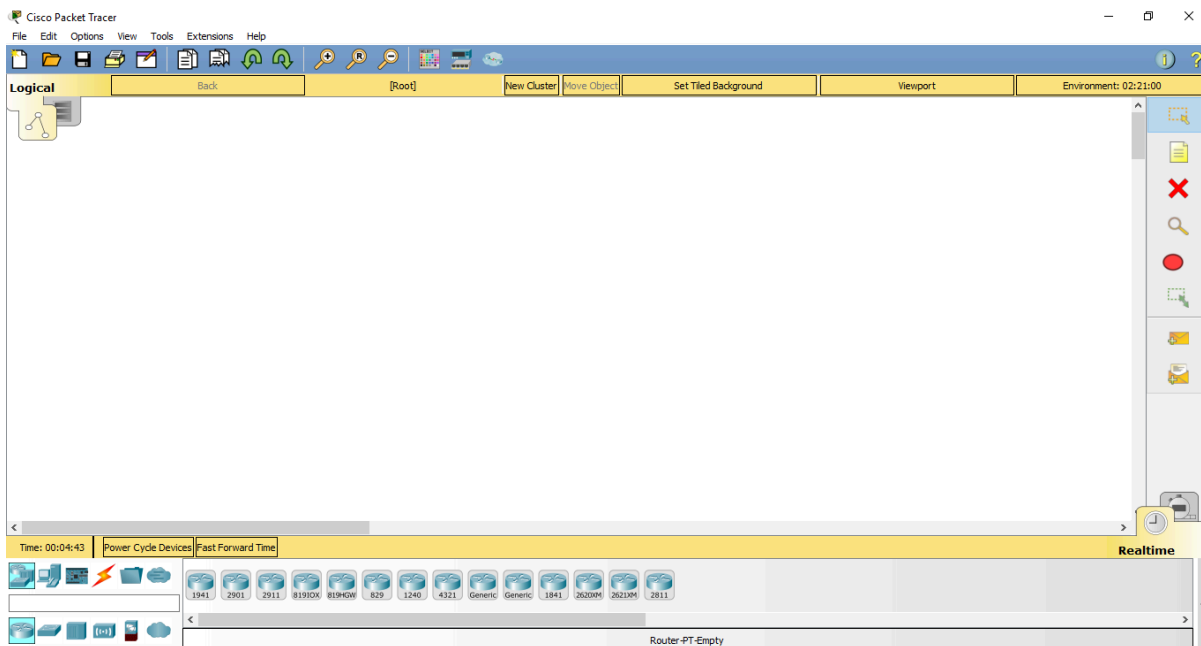 Cisco Packet Tracer
File Edit Options View Tools Extensions Help
Logical Back [Root] New Cluster Move Object Set Tiled Background Viewport Environment: 02:21:00
Time: 00:04:43 Power Cycle Devices Fast Forward Time Realtime
1941 2901 2911 819IOX 819HGW 829 1240 4321 Generic Generic 1841 2620XM 2621XM 2811
Router-PT-Empty